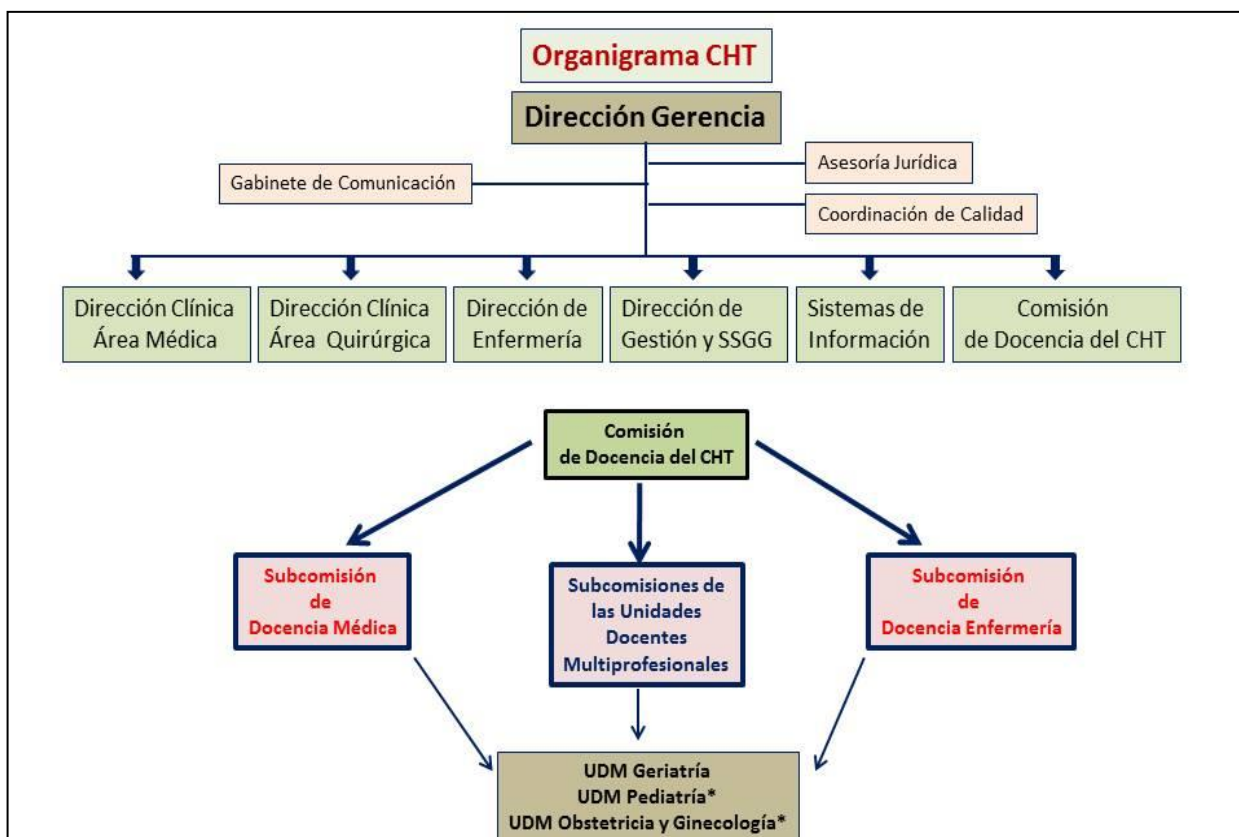 Organigrama CHT
Dirección Gerencia
Asesoría Jurídica
Gabinete de Comunicación
Coordinación de Calidad
Dirección Clínica
Área Médica
Dirección Clínica
Área Quirúrgica
Dirección de
Enfermería
Dirección de
Gestión y SSGG
Sistemas de
Información
Comisión
de Docencia del CHT
Comisión
de Docencia del CHT
Subcomisión
de
Docencia Médica
Subcomisiones de
las Unidades
Docentes
Multiprofesionales
Subcomisión
de
Docencia Enfermería
UDM Geriatría
UDM Pediatría*
UDM Obstetricia y Ginecología*